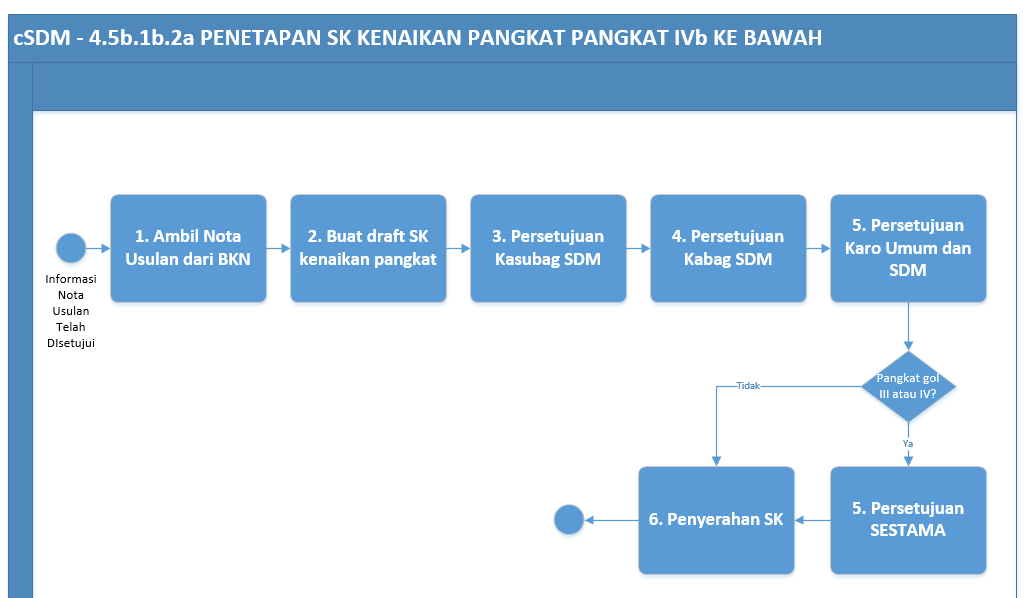 cSDM - 4.5b.1b.2a PENETAPAN SK KENAIKAN PANGKAT PANGKAT IVb KE BAWAH
Informasi
Nota
Usulan
Telah
DIsetujui
1. Ambil Nota
Usulan dari BKN
2. Buat draft SK
kenaikan pangkat
3. Persetujuan
Kasubag SDM
4. Persetujuan
Kabag SDM
5. Persetujuan
Karo Umum dan
SDM
Pangkat gol
III atau IV?
Tidak
Ya
5. Persetujuan
SESTAMA
6. Penyerahan SK